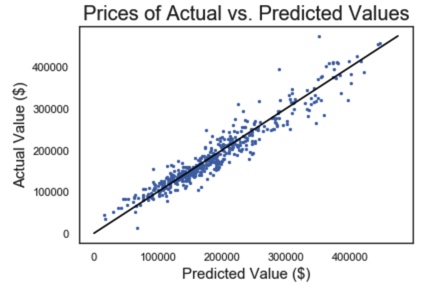 Prices of Actual vs. Predicted Values
Actual Value ($)
400000
300000
200000
100000
0
0 100000 200000 300000 400000
Predicted Value ($)